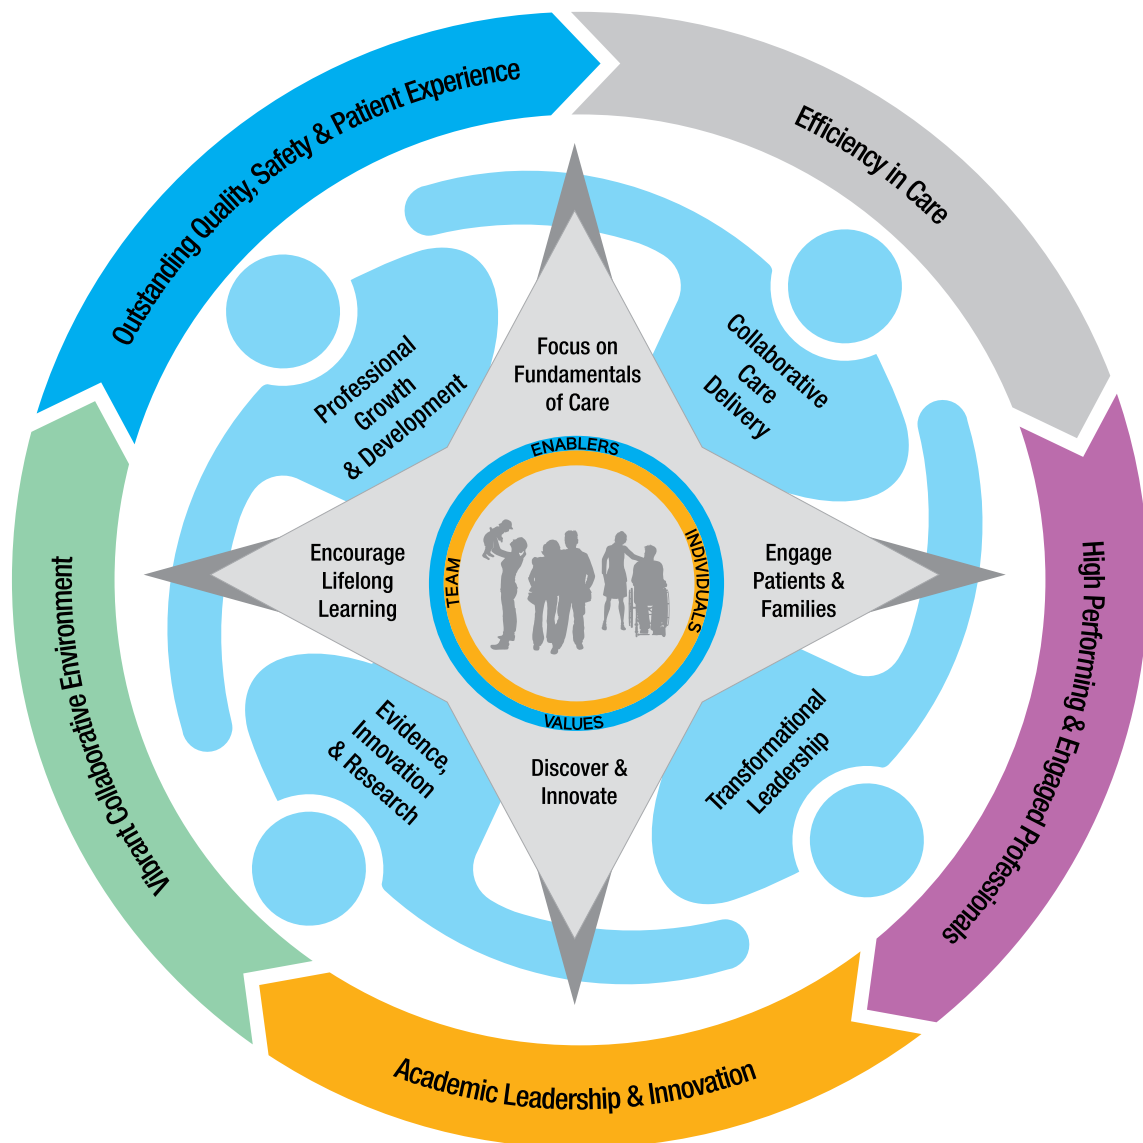 Outstanding Quality, Safety & Patient Experience
Efficiency in Care
High Performing & Engaged Professionals
Academic Leadership & Innovation
Vibrant Collaborative Environment
Professional
Growth
& Development
Collaborative
Care
Delivery
Transformational
Leadership
Evidence,
Innovation
& Research
Focus on
Fundamentals
of Care
Engage
Patients &
Families
Discover &
Innovate
Encourage
Lifelong
Learning
ENABLERS
INDIVIDUALS
VALUES
TEAM